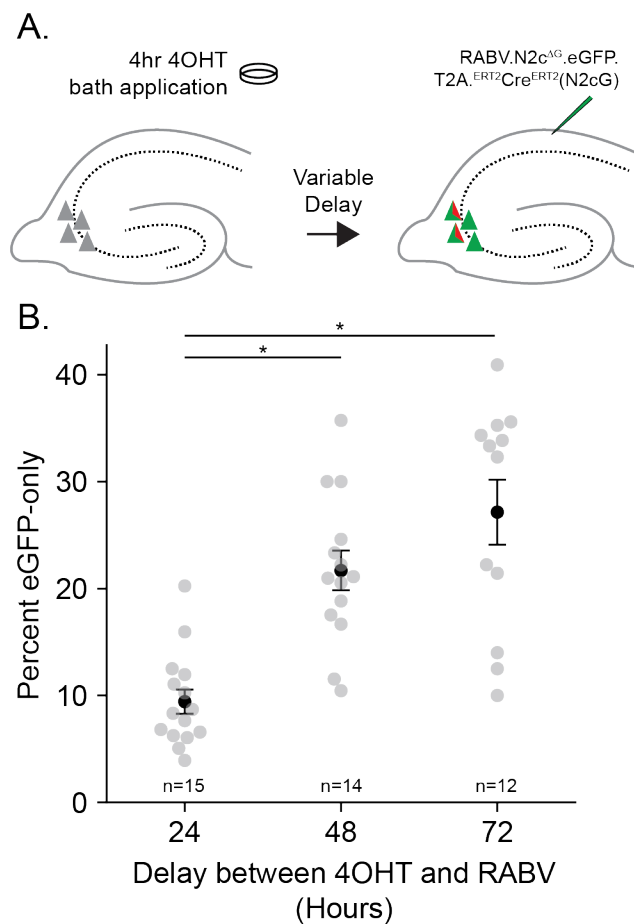 A.
4hr 4OHT
bath application
RABV.N2cΔG.eGFP.
T2A.ERT2CreERT2(N2cG)
Variable
Delay
B.
*
*
40
30
20
10
0
Percent eGFP-only
n=15
n=14
n=12
24
48
72
Delay between 4OHT and RABV
(Hours)